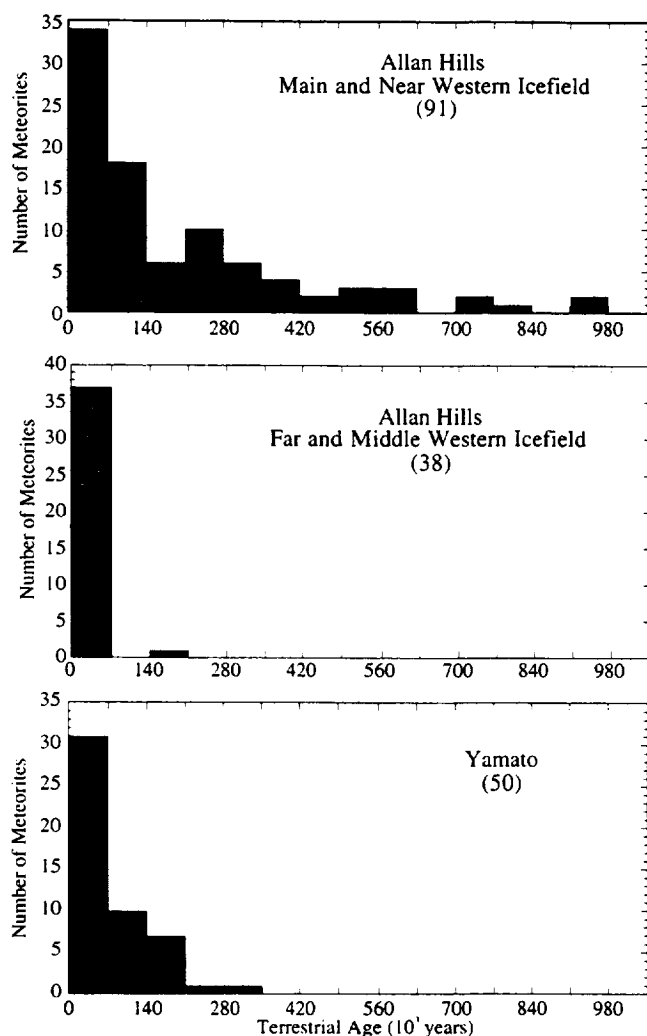 35
30
25
20
15
10
5
0
Number of Meteorites
Allan Hills
Main and Near Western Icefield
(91)
0 140 280 420 560 700 840 980
40
35
30
25
20
15
10
5
0
Number of Meteorites
Allan Hills
Far and Middle Western Icefield
(38)
0 140 280 420 560 700 840 980
35
30
25
20
15
10
5
0
Number of Meteorites
Yamato
(50)
0 140 280 420 560 700 840 980
Terrestrial Age (10³ years)